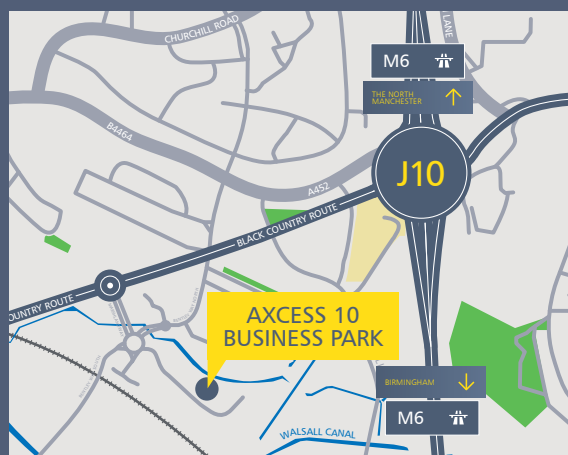 CHURCHILL ROAD
LANE
M6
THE NORTH
MANCHESTER
B4464
J10
A452
BLACK COUNTRY ROUTE
OUNTRY ROUTE
AXCESS 10
BUSINESS PARK
BIRMINGHAM
M6
WALSALL CANAL